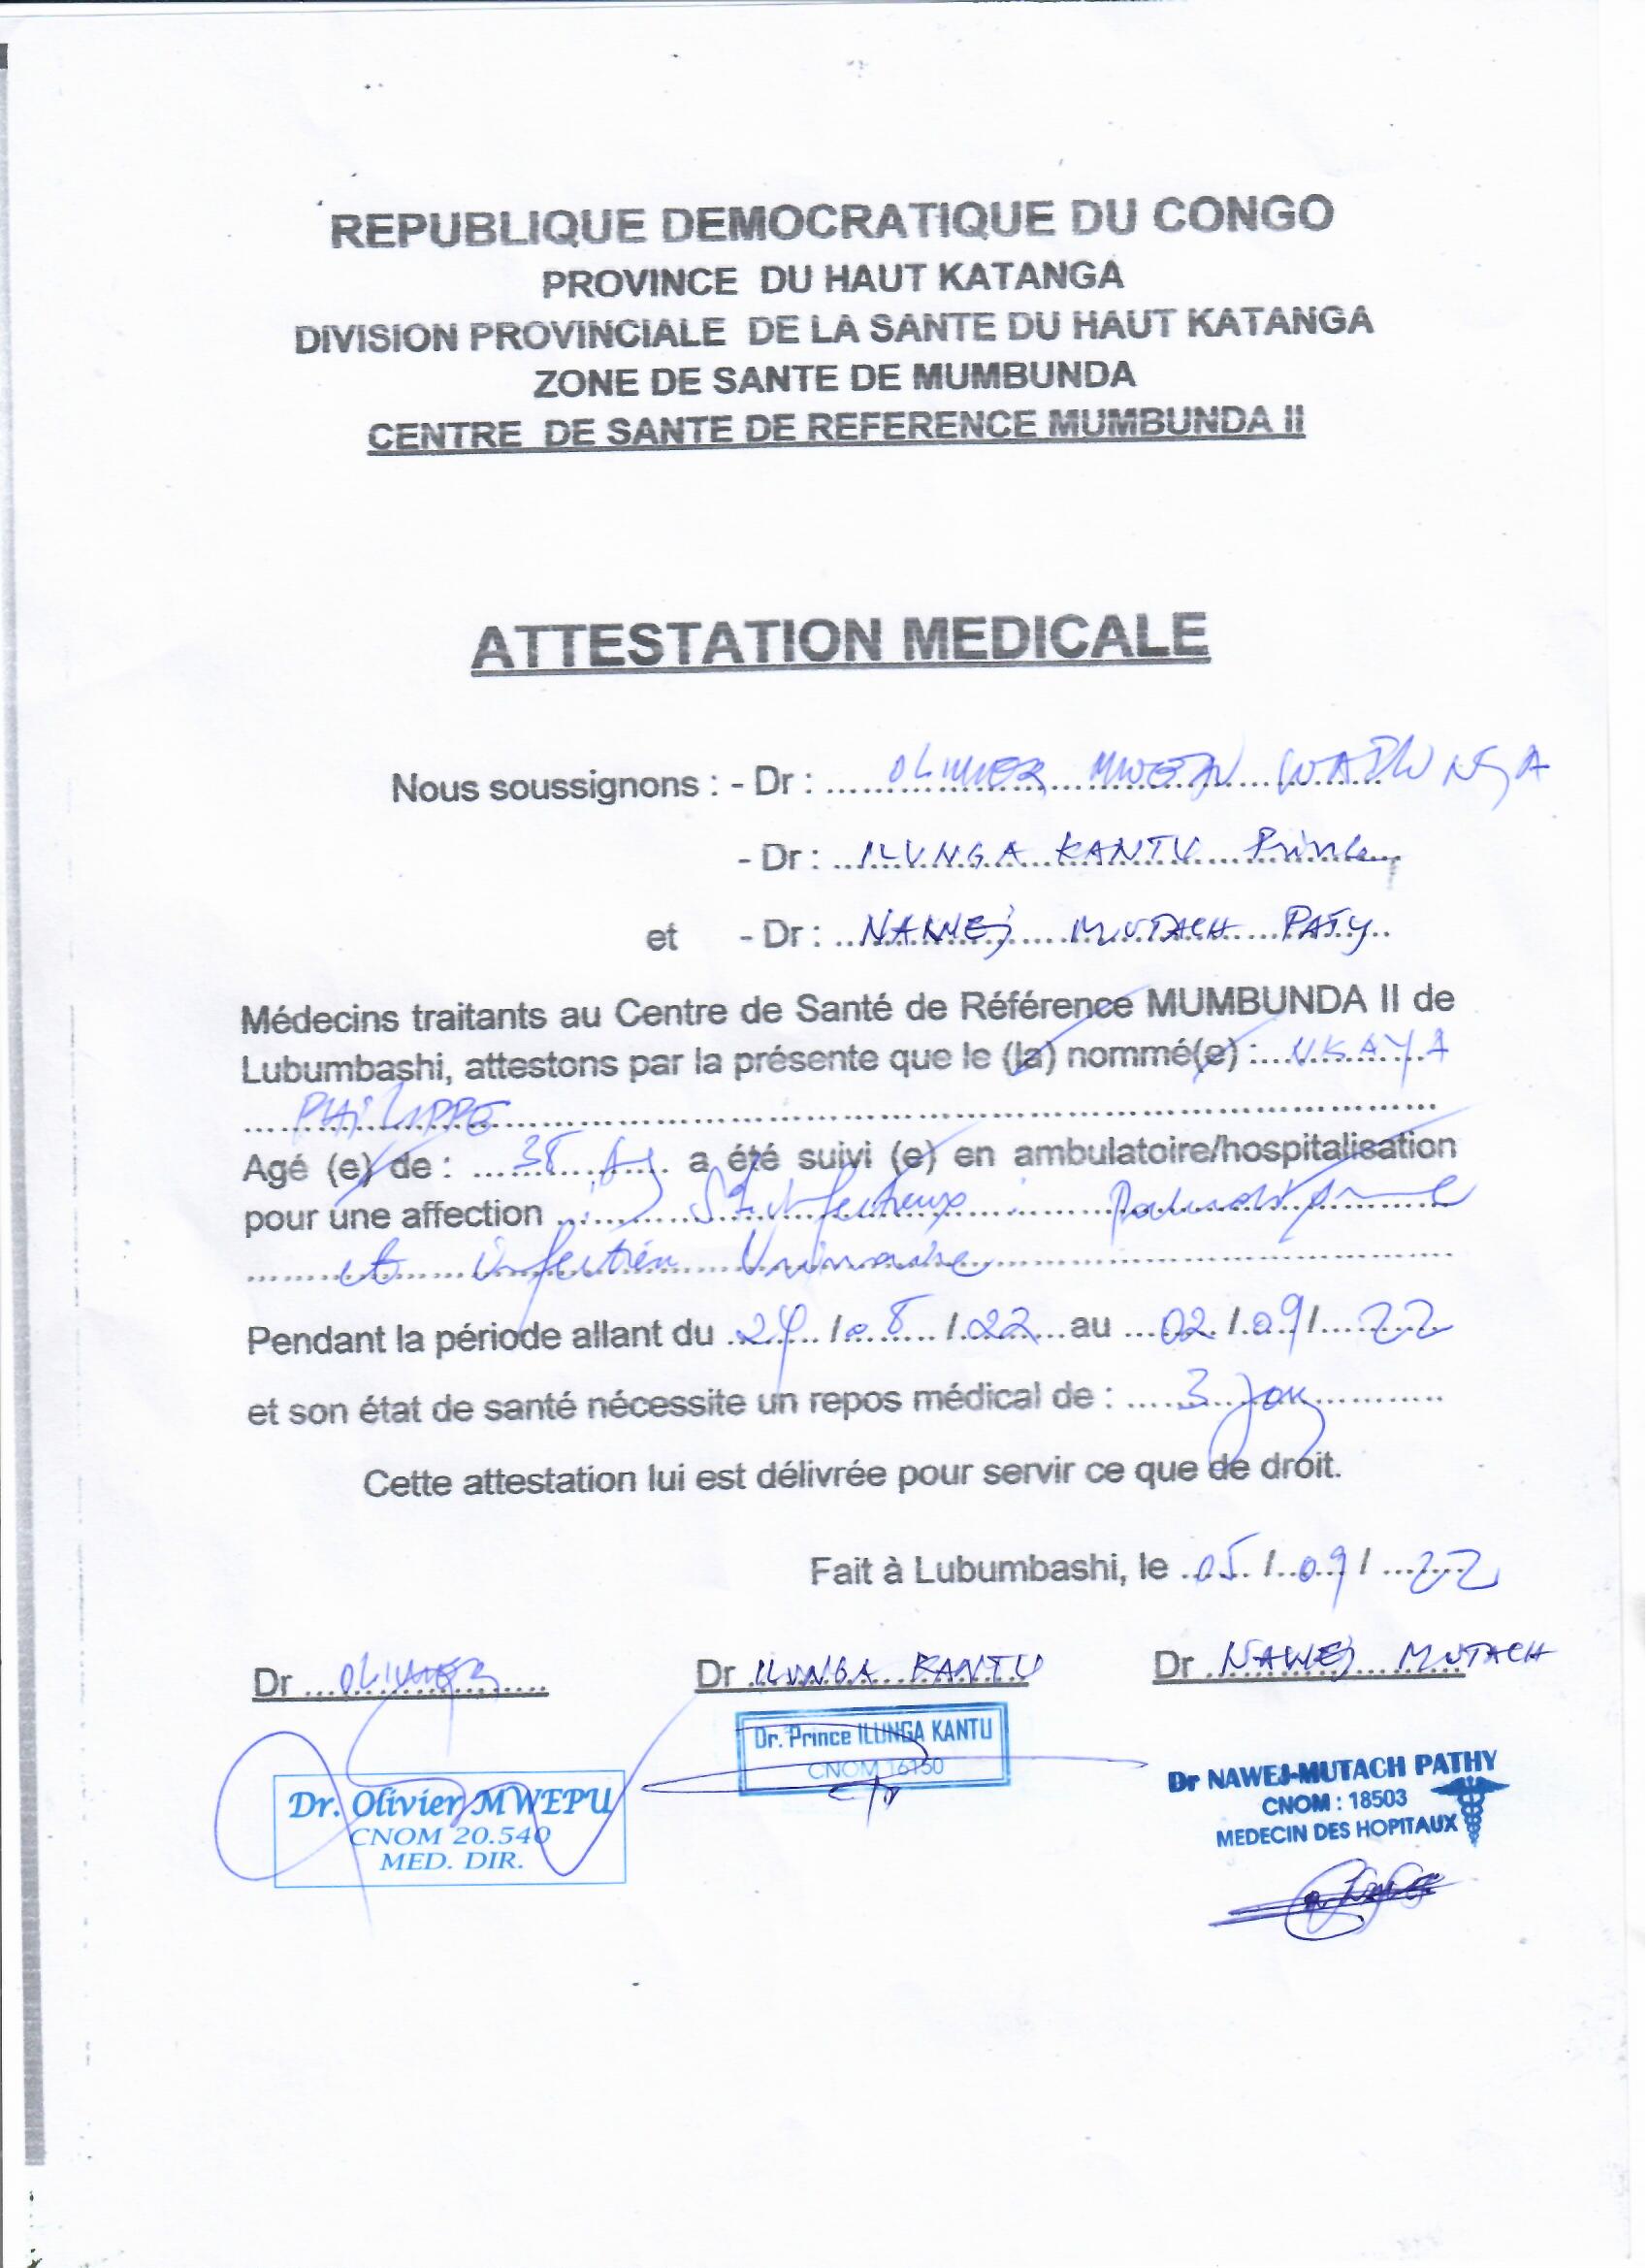 REPUBLIQUE DEMOCRATIQUE DU CONGO
PROVINCE DU HAUT KATANGA
DIVISION PROVINCIALE DE LA SANTE DU HAUT KATANGA
ZONE DE SANTE DE MUMBUNDA
CENTRE DE SANTE DE REFERENCE MUMBUNDA II
ATTESTATION MEDICALE
Nous soussignons : - Dr : OLIVIER
- Dr : ILUNGA KANTU Prince
et - Dr : NAWEJ MUTACH PATY
Médecins traitants au Centre de Santé de Référence MUMBUNDA II de
Lubumbashi, attestons par la présente que le (la) nommé(e) :
PHILIPPE
Agé (e) de : 38 a été suivi (e) en ambulatoire/hospitalisation
pour une affection
et infection Urinaire
Pendant la période allant du / 08 / 22 au 02 / 09 / 22
et son état de santé nécessite un repos médical de : 3 jours
Cette attestation lui est délivrée pour servir ce que de droit.
Fait à Lubumbashi, le 05 / 09 / 22
Dr OLIVIER Dr ILUNGA KANTU Dr NAWEJ MUTACH
Dr. Prince ILUNGA KANTU
CNOM 16150
Dr. Olivier MWEPU
CNOM 20.540
MED. DIR.
Dr NAWEJ-MUTACH PATHY
CNOM : 18503
MEDECIN DES HOPITAUX